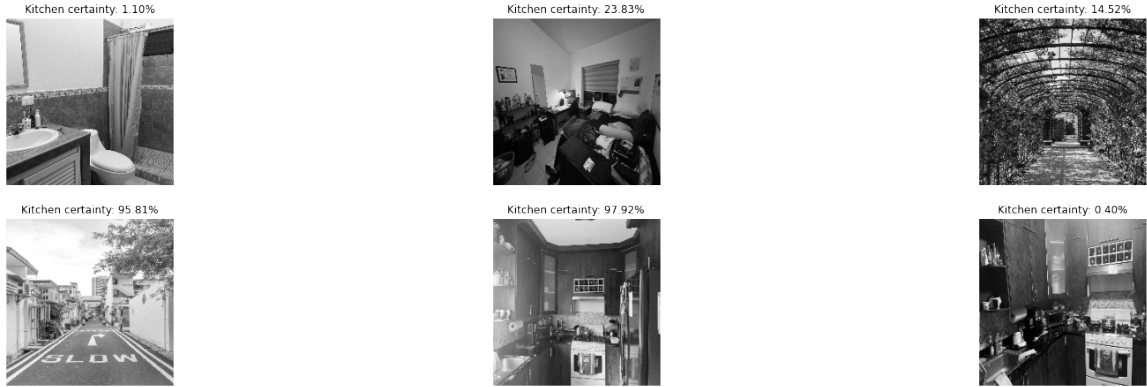 Kitchen certainty: 1.10%
Kitchen certainty: 23.83%
Kitchen certainty: 14.52%
Kitchen certainty: 95.81%
Kitchen certainty: 97.92%
Kitchen certainty: 0.40%
SLOW